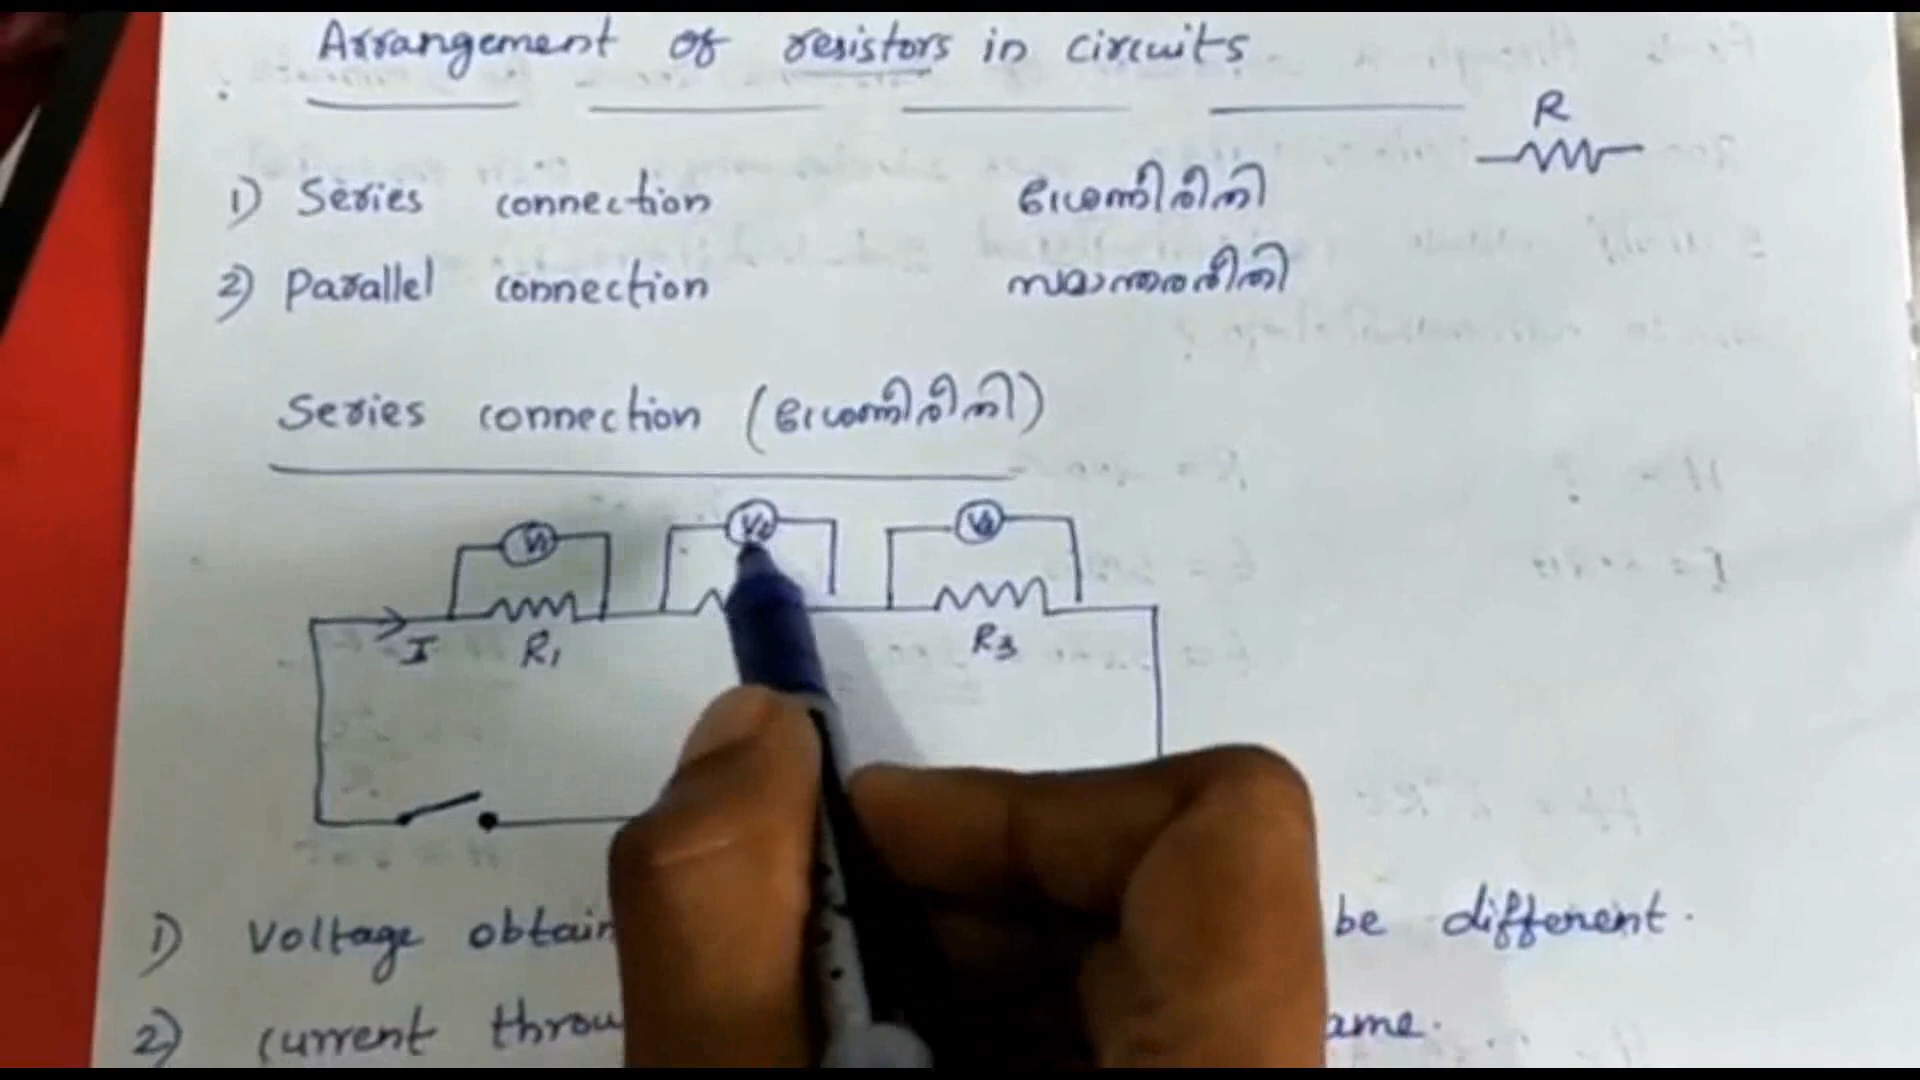 Arrangement of resistors in circuits
R
1) Series connection ശ്രേണീരീതി
2) Parallel connection സമാന്തരരീതി
Series connection (ശ്രേണീരീതി)
V1 V2 V3
I R1 R3
1) Voltage obtain be different.
2) current throu ame.